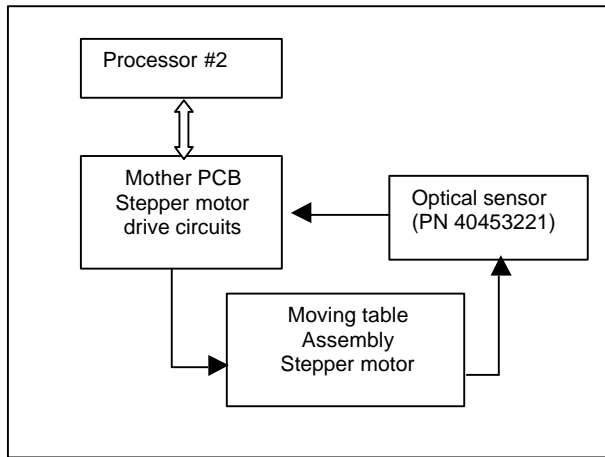 Processor #2
Mother PCB
Stepper motor
drive circuits
Optical sensor
(PN 40453221)
Moving table
Assembly
Stepper motor